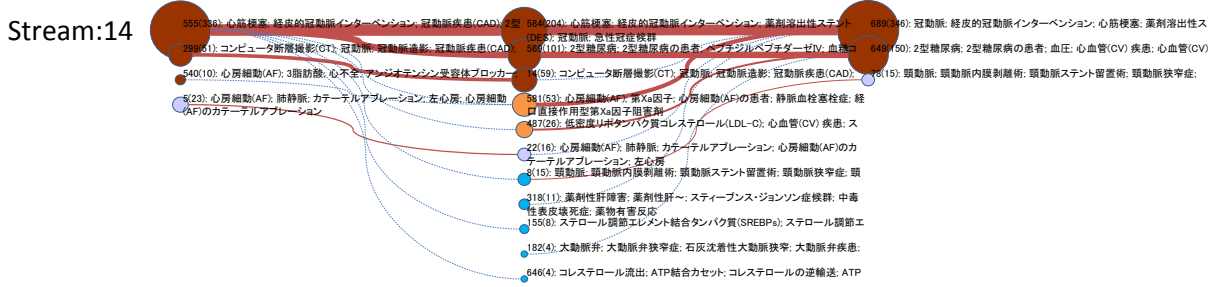 Stream:14
555(336): 心筋梗塞; 経皮的冠動脈インターベンション; 冠動脈疾患(CAD); 2型
299(51): コンピュータ断層撮影(CT); 冠動脈; 冠動脈造影; 冠動脈疾患(CAD);
540(10): 心房細動(AF); 3脂肪酸; 心不全; アンジオテンシン受容体ブロッカー;
5(23): 心房細動(AF); 肺静脈; カテーテルアブレーション; 左心房; 心房細動
(AF)のカテーテルアブレーション
584(204): 心筋梗塞; 経皮的冠動脈インターベンション; 薬剤溶出性ステント
(DES); 冠動脈; 急性冠症候群
569(101): 2型糖尿病; 2型糖尿病の患者; ペプチジルペプチダーゼIV; 血糖コ
14(59): コンピュータ断層撮影(CT); 冠動脈; 冠動脈造影; 冠動脈疾患(CAD);
581(53): 心房細動(AF); 第Xa因子; 心房細動(AF)の患者; 静脈血栓塞栓症; 経
口直接作用型第Xa因子阻害剤
487(26): 低密度リポタンパク質コレステロール(LDL-C); 心血管(CV) 疾患; ス
22(16): 心房細動(AF); 肺静脈; カテーテルアブレーション; 心房細動(AF)のカ
テーテルアブレーション; 左心房
8(15): 頸動脈; 頸動脈内膜剥離術; 頸動脈ステント留置術; 頸動脈狭窄症; 頸
318(11): 薬剤性肝障害; 薬剤性肝~; スティーブンス・ジョンソン症候群; 中毒
性表皮壊死症; 薬物有害反応
155(8): ステロール調節エレメント結合タンパク質(SREBPs); ステロール調節エ
182(4): 大動脈弁; 大動脈弁狭窄症; 石灰沈着性大動脈狭窄; 大動脈弁疾患;
646(4): コレステロール流出; ATP結合カセット; コレステロールの逆輸送; ATP
689(346): 冠動脈; 経皮的冠動脈インターベンション; 心筋梗塞; 薬剤溶出性ス
649(150): 2型糖尿病; 2型糖尿病の患者; 血圧; 心血管(CV) 疾患; 心血管(CV)
78(15): 頸動脈; 頸動脈内膜剥離術; 頸動脈ステント留置術; 頸動脈狭窄症;